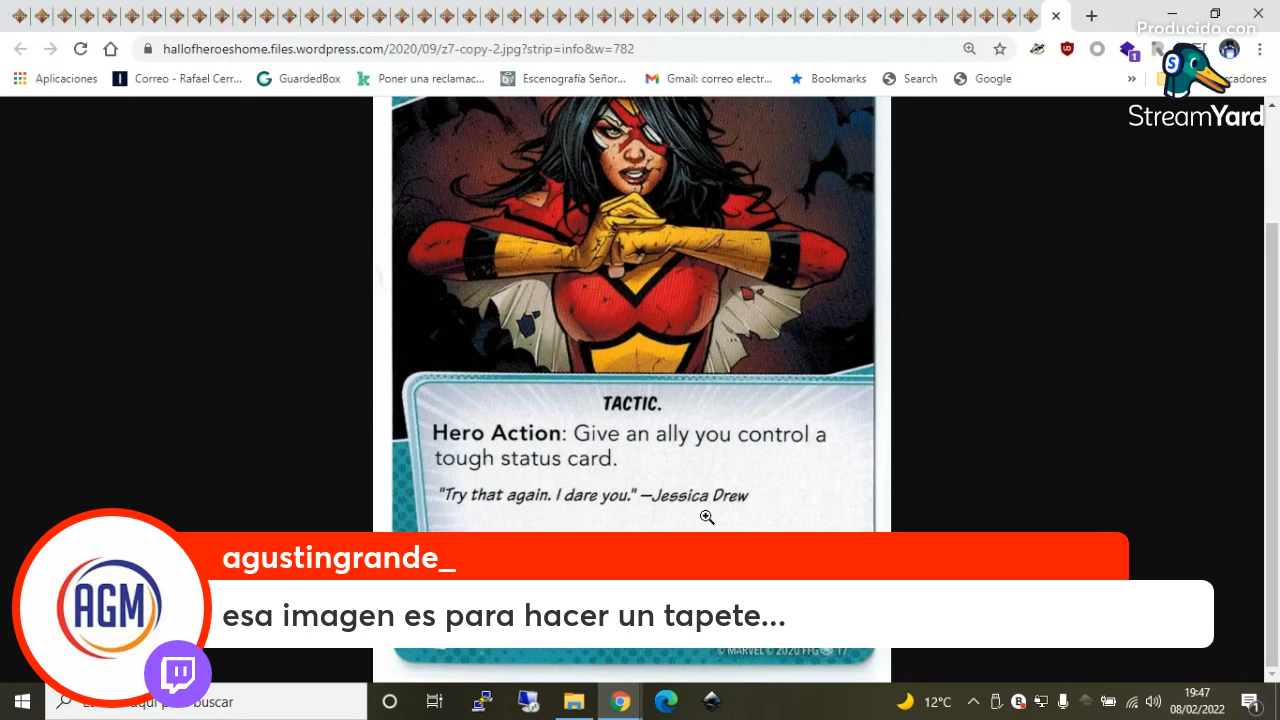 Producido con
StreamYard
hallofheroeshome.files.wordpress.com/2020/09/z7-copy-2.jpg?strip=info&w=782
Aplicaciones
Correo - Rafael Cerr...
GuardedBox
Poner una reclamac...
Escenografía Señor...
Gmail: correo electr...
Bookmarks
Search
Google
TACTIC.
Hero Action: Give an ally you control a
tough status card.
"Try that again. I dare you." —Jessica Drew
agustingrande_
AGM
esa imagen es para hacer un tapete...
© MARVEL © 2020 FFG 17
buscar
12°C
19:47
08/02/2022